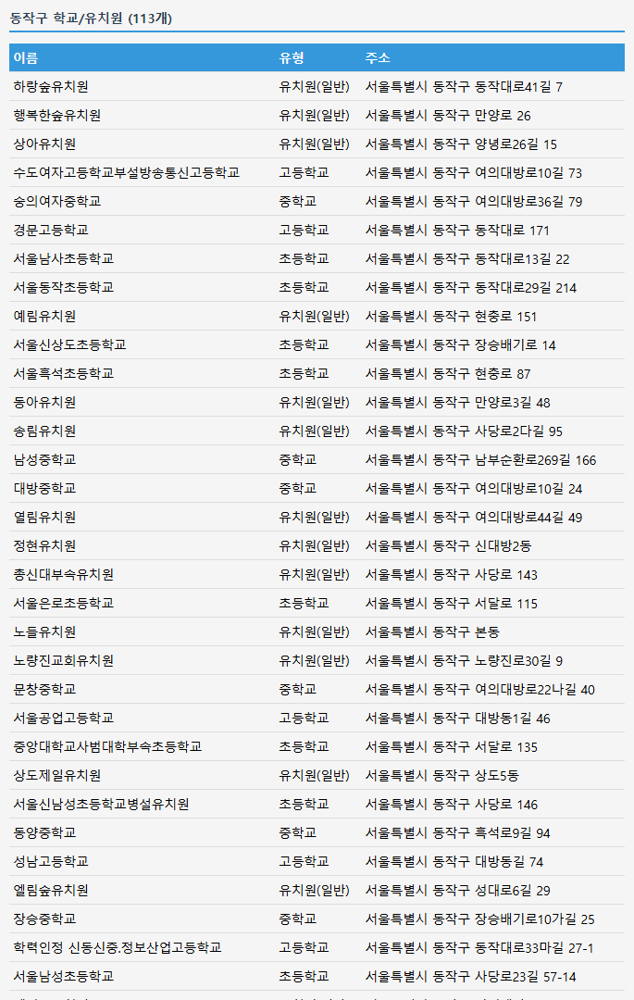 동작구 학교/유치원 (113개)
이름 유형 주소
하랑숲유치원 유치원(일반) 서울특별시 동작구 동작대로41길 7
행복한숲유치원 유치원(일반) 서울특별시 동작구 만양로 26
상아유치원 유치원(일반) 서울특별시 동작구 양녕로26길 15
수도여자고등학교부설방송통신고등학교 고등학교 서울특별시 동작구 여의대방로10길 73
숭의여자중학교 중학교 서울특별시 동작구 여의대방로36길 79
경문고등학교 고등학교 서울특별시 동작구 동작대로 171
서울남사초등학교 초등학교 서울특별시 동작구 동작대로13길 22
서울동작초등학교 초등학교 서울특별시 동작구 동작대로29길 214
예림유치원 유치원(일반) 서울특별시 동작구 현충로 151
서울신상도초등학교 초등학교 서울특별시 동작구 장승배기로 14
서울흑석초등학교 초등학교 서울특별시 동작구 현충로 87
동아유치원 유치원(일반) 서울특별시 동작구 만양로3길 48
송림유치원 유치원(일반) 서울특별시 동작구 사당로2다길 95
남성중학교 중학교 서울특별시 동작구 남부순환로269길 166
대방중학교 중학교 서울특별시 동작구 여의대방로10길 24
열림유치원 유치원(일반) 서울특별시 동작구 여의대방로44길 49
정현유치원 유치원(일반) 서울특별시 동작구 신대방2동
총신대부속유치원 유치원(일반) 서울특별시 동작구 사당로 143
서울은로초등학교 초등학교 서울특별시 동작구 서달로 115
노들유치원 유치원(일반) 서울특별시 동작구 본동
노량진교회유치원 유치원(일반) 서울특별시 동작구 노량진로30길 9
문창중학교 중학교 서울특별시 동작구 여의대방로22나길 40
서울공업고등학교 고등학교 서울특별시 동작구 대방동1길 46
중앙대학교사범대학부속초등학교 초등학교 서울특별시 동작구 서달로 135
상도제일유치원 유치원(일반) 서울특별시 동작구 상도5동
서울신남성초등학교병설유치원 초등학교 서울특별시 동작구 사당로 146
동양중학교 중학교 서울특별시 동작구 흑석로9길 94
성남고등학교 고등학교 서울특별시 동작구 대방동길 74
엘림숲유치원 유치원(일반) 서울특별시 동작구 성대로6길 29
장승중학교 중학교 서울특별시 동작구 장승배기로10가길 25
학력인정 신동신중.정보산업고등학교 고등학교 서울특별시 동작구 동작대로33마길 27-1
서울남성초등학교 초등학교 서울특별시 동작구 사당로23길 57-14